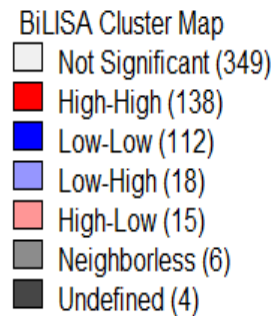 BiLISA Cluster Map
Not Significant (349)
High-High (138)
Low-Low (112)
Low-High (18)
High-Low (15)
Neighborless (6)
Undefined (4)